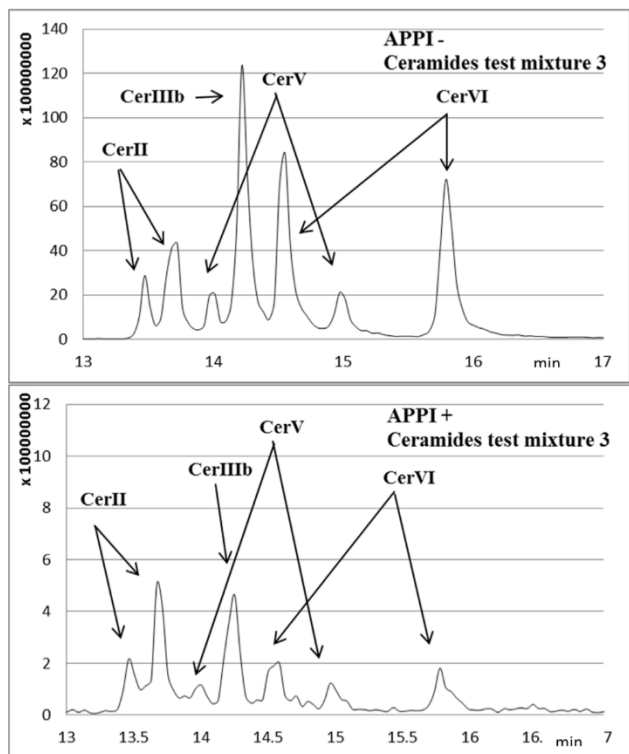 APPI -
Ceramides test mixture 3
x 100000000
140
120
100
80
60
40
20
0
CerII
CerIIIb
CerV
CerVI
13
14
15
16
min
17
APPI +
Ceramides test mixture 3
x 100000000
12
10
8
6
4
2
0
CerII
CerIIIb
CerV
CerVI
13
13.5
14
14.5
15
15.5
16.
min
7